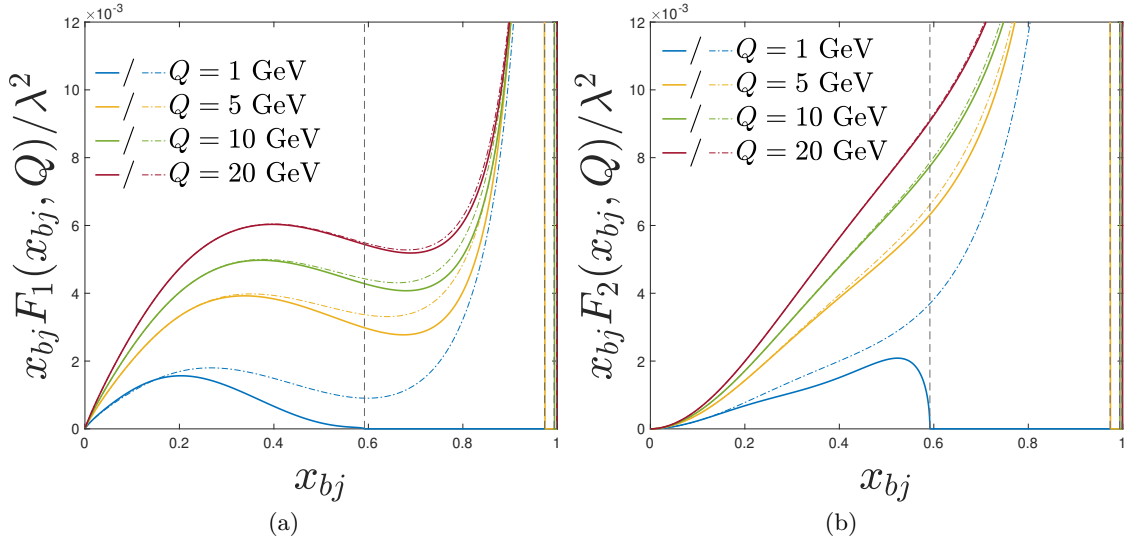 ×10⁻³
12
10
8
6
4
2
0
x_{bj}F_1(x_{bj}, Q)/λ²
/ Q = 1 GeV
/ Q = 5 GeV
/ Q = 10 GeV
/ Q = 20 GeV
0 0.2 0.4 0.6 0.8 1
x_{bj}
(a)
×10⁻³
12
10
8
6
4
2
0
x_{bj}F_2(x_{bj}, Q)/λ²
/ Q = 1 GeV
/ Q = 5 GeV
/ Q = 10 GeV
/ Q = 20 GeV
0 0.2 0.4 0.6 0.8 1
x_{bj}
(b)